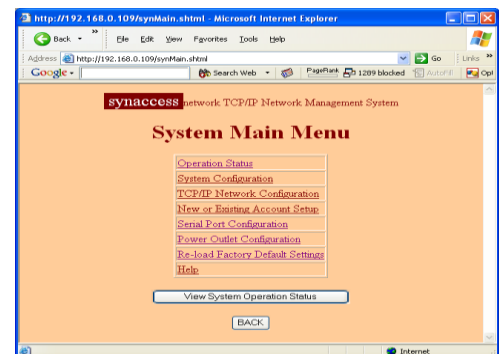 http://192.168.0.109/synMain.shtml - Microsoft Internet Explorer
Back File Edit View Favorites Tools Help
Address http://192.168.0.109/synMain.shtml Go Links »
Google Search Web PageRank 1289 blocked AutoFill Opt
synaccess network TCP/IP Network Management System
System Main Menu
Operation Status
System Configuration
TCP/IP Network Configuration
New or Existing Account Setup
Serial Port Configuration
Power Outlet Configuration
Re-load Factory Default Settings
Help
View System Operation Status
BACK
Internet